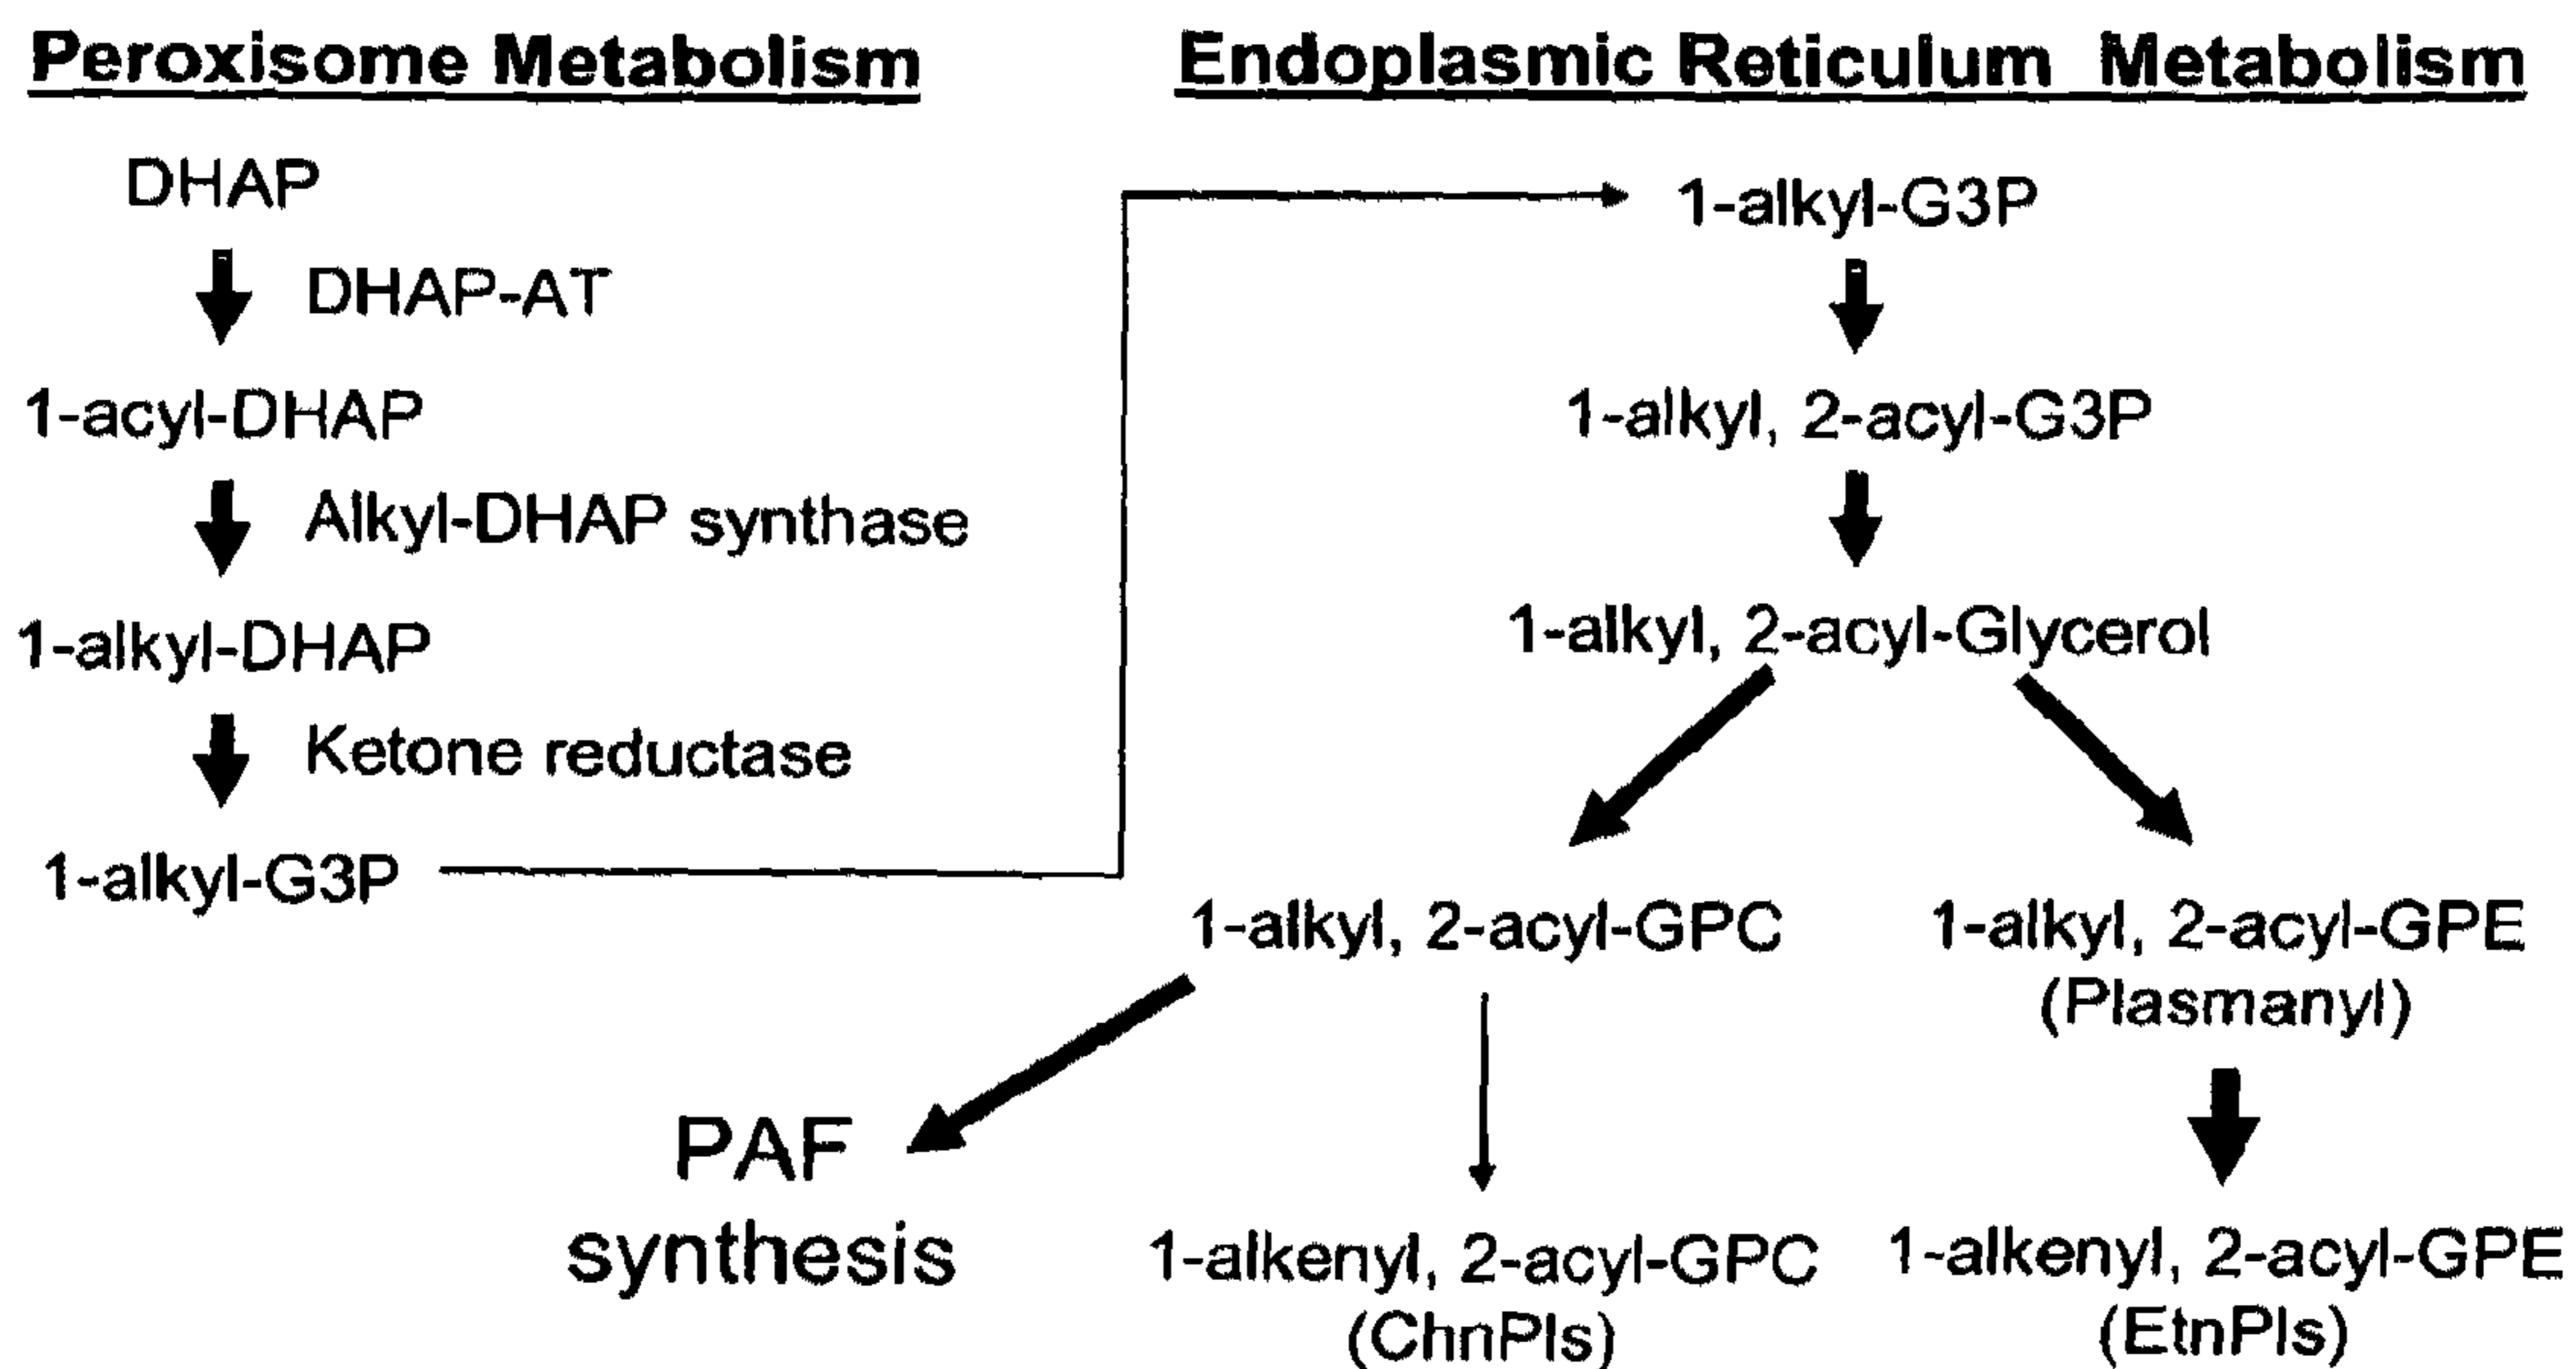 Peroxisome Metabolism
DHAP
DHAP-AT
1-acyl-DHAP
Alkyl-DHAP synthase
1-alkyl-DHAP
Ketone reductase
1-alkyl-G3P
Endoplasmic Reticulum Metabolism
1-alkyl-G3P
1-alkyl, 2-acyl-G3P
1-alkyl, 2-acyl-Glycerol
1-alkyl, 2-acyl-GPC
1-alkyl, 2-acyl-GPE
(Plasmanyl)
PAF
synthesis
1-alkenyl, 2-acyl-GPC
(ChnPls)
1-alkenyl, 2-acyl-GPE
(EtnPls)